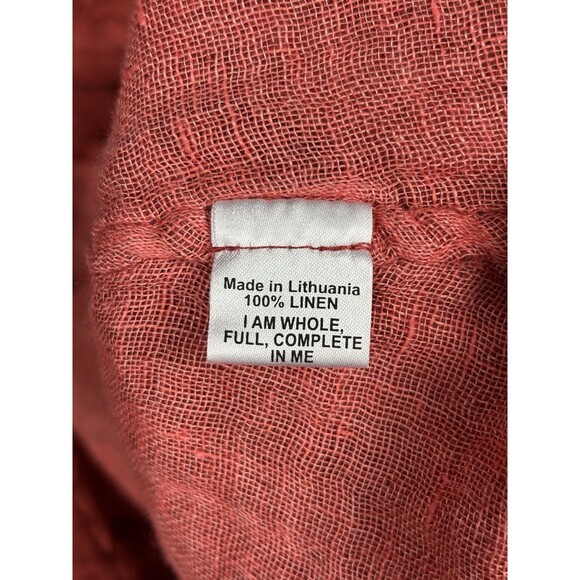 Made in Lithuania
100% LINEN
I AM WHOLE,
FULL, COMPLETE
IN ME